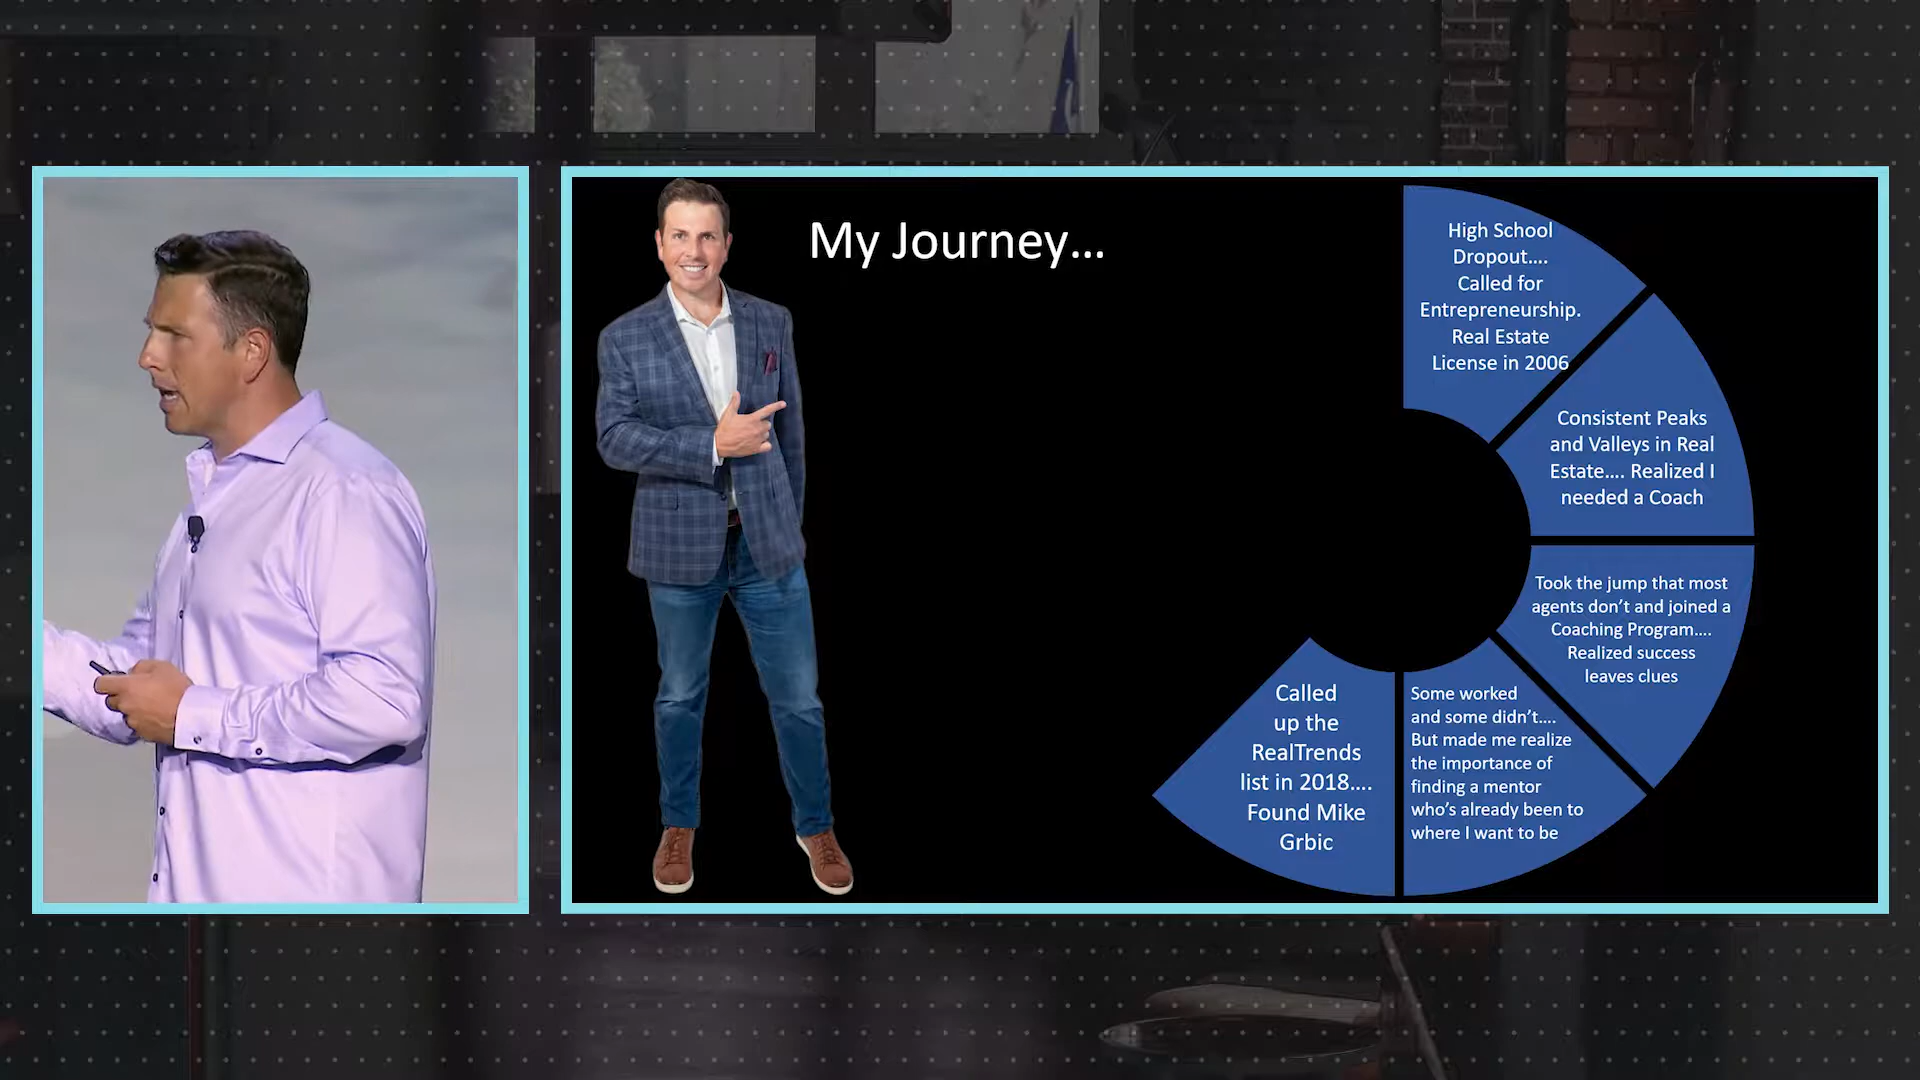 My Journey...
High School
Dropout....
Called for
Entrepreneurship.
Real Estate
License in 2006
Consistent Peaks
and Valleys in Real
Estate.... Realized I
needed a Coach
Took the jump that most
agents don't and joined a
Coaching Program....
Realized success
leaves clues
Some worked
and some didn't....
But made me realize
the importance of
finding a mentor
who's already been to
where I want to be
Called
up the
RealTrends
list in 2018....
Found Mike
Grbic